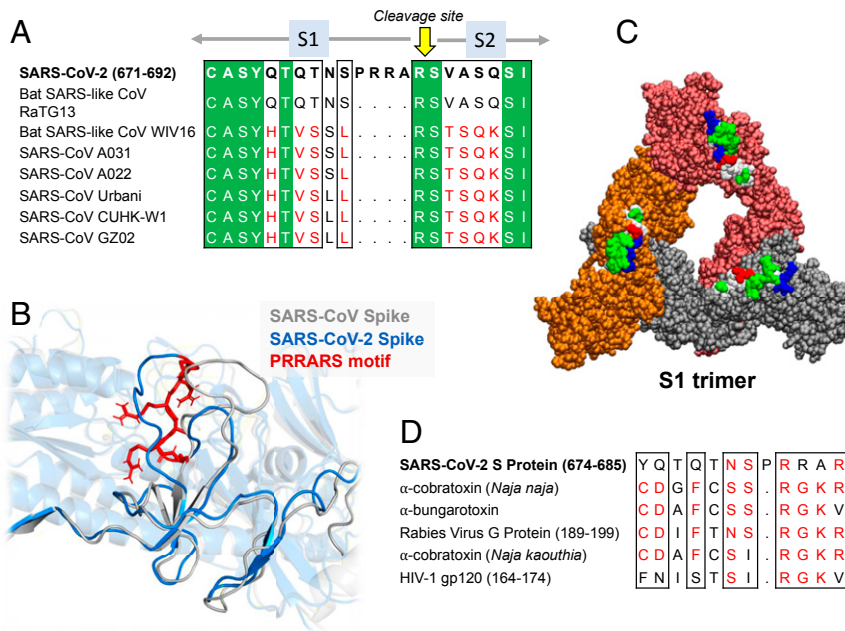 A
Cleavage site
S1
S2
SARS-CoV-2 (671-692) C A S Y Q T Q T N S P R R A R S V A S Q S I
Bat SARS-like CoV
RaTG13 C A S Y Q T Q T N S . . . . R S V A S Q S I
Bat SARS-like CoV WIV16 C A S Y H T V S S L . . . . R S T S Q K S I
SARS-CoV A031 C A S Y H T V S S L . . . . R S T S Q K S I
SARS-CoV A022 C A S Y H T V S S L . . . . R S T S Q K S I
SARS-CoV Urbani C A S Y H T V S L L . . . . R S T S Q K S I
SARS-CoV CUHK-W1 C A S Y H T V S L L . . . . R S T S Q K S I
SARS-CoV GZ02 C A S Y H T V S L L . . . . R S T S Q K S I
B
SARS-CoV Spike
SARS-CoV-2 Spike
PRRARS motif
C
S1 trimer
D
SARS-CoV-2 S Protein (674-685) Y Q T Q T N S P R R A R
α-cobratoxin (Naja naja) C D G F C S S . R G K R
α-bungarotoxin C D A F C S S . R G K V
Rabies Virus G Protein (189-199) C D I F T N S . R G K R
α-cobratoxin (Naja kaouthia) C D A F C S I . R G K R
HIV-1 gp120 (164-174) F N I S T S I . R G K V